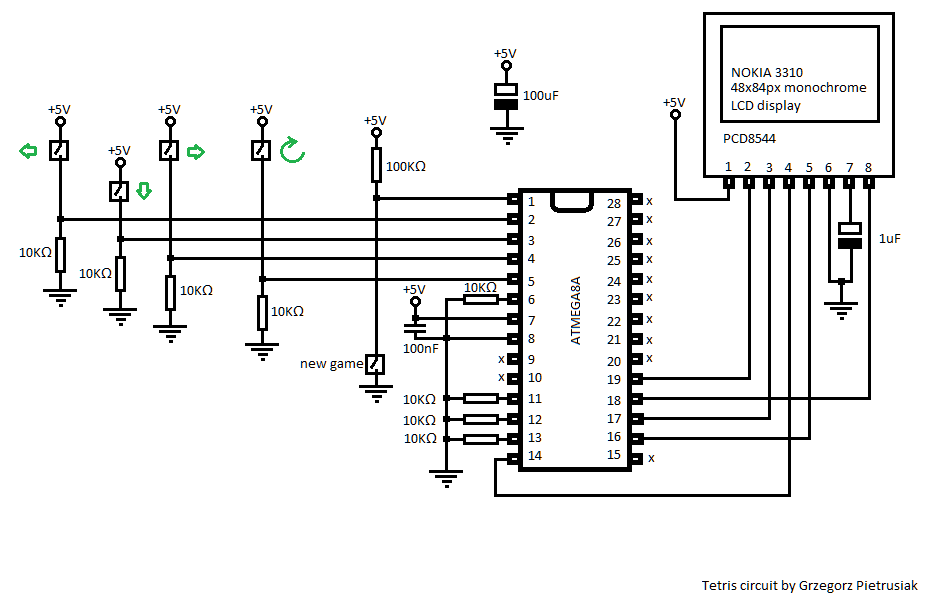 +5V
100uF
NOKIA 3310
48x84px monochrome
LCD display
PCD8544
1 2 3 4 5 6 7 8
+5V
1uF
+5V
+5V
+5V
+5V
+5V
100KΩ
10KΩ
10KΩ
10KΩ
10KΩ
new game
+5V
100nF
10KΩ
10KΩ
10KΩ
10KΩ
x
x
ATMEGA8A
1
2
3
4
5
6
7
8
9
10
11
12
13
14
28 x
27 x
26 x
25 x
24 x
23 x
22 x
21 x
20 x
19
18
17
16
15 x
Tetris circuit by Grzegorz Pietrusiak